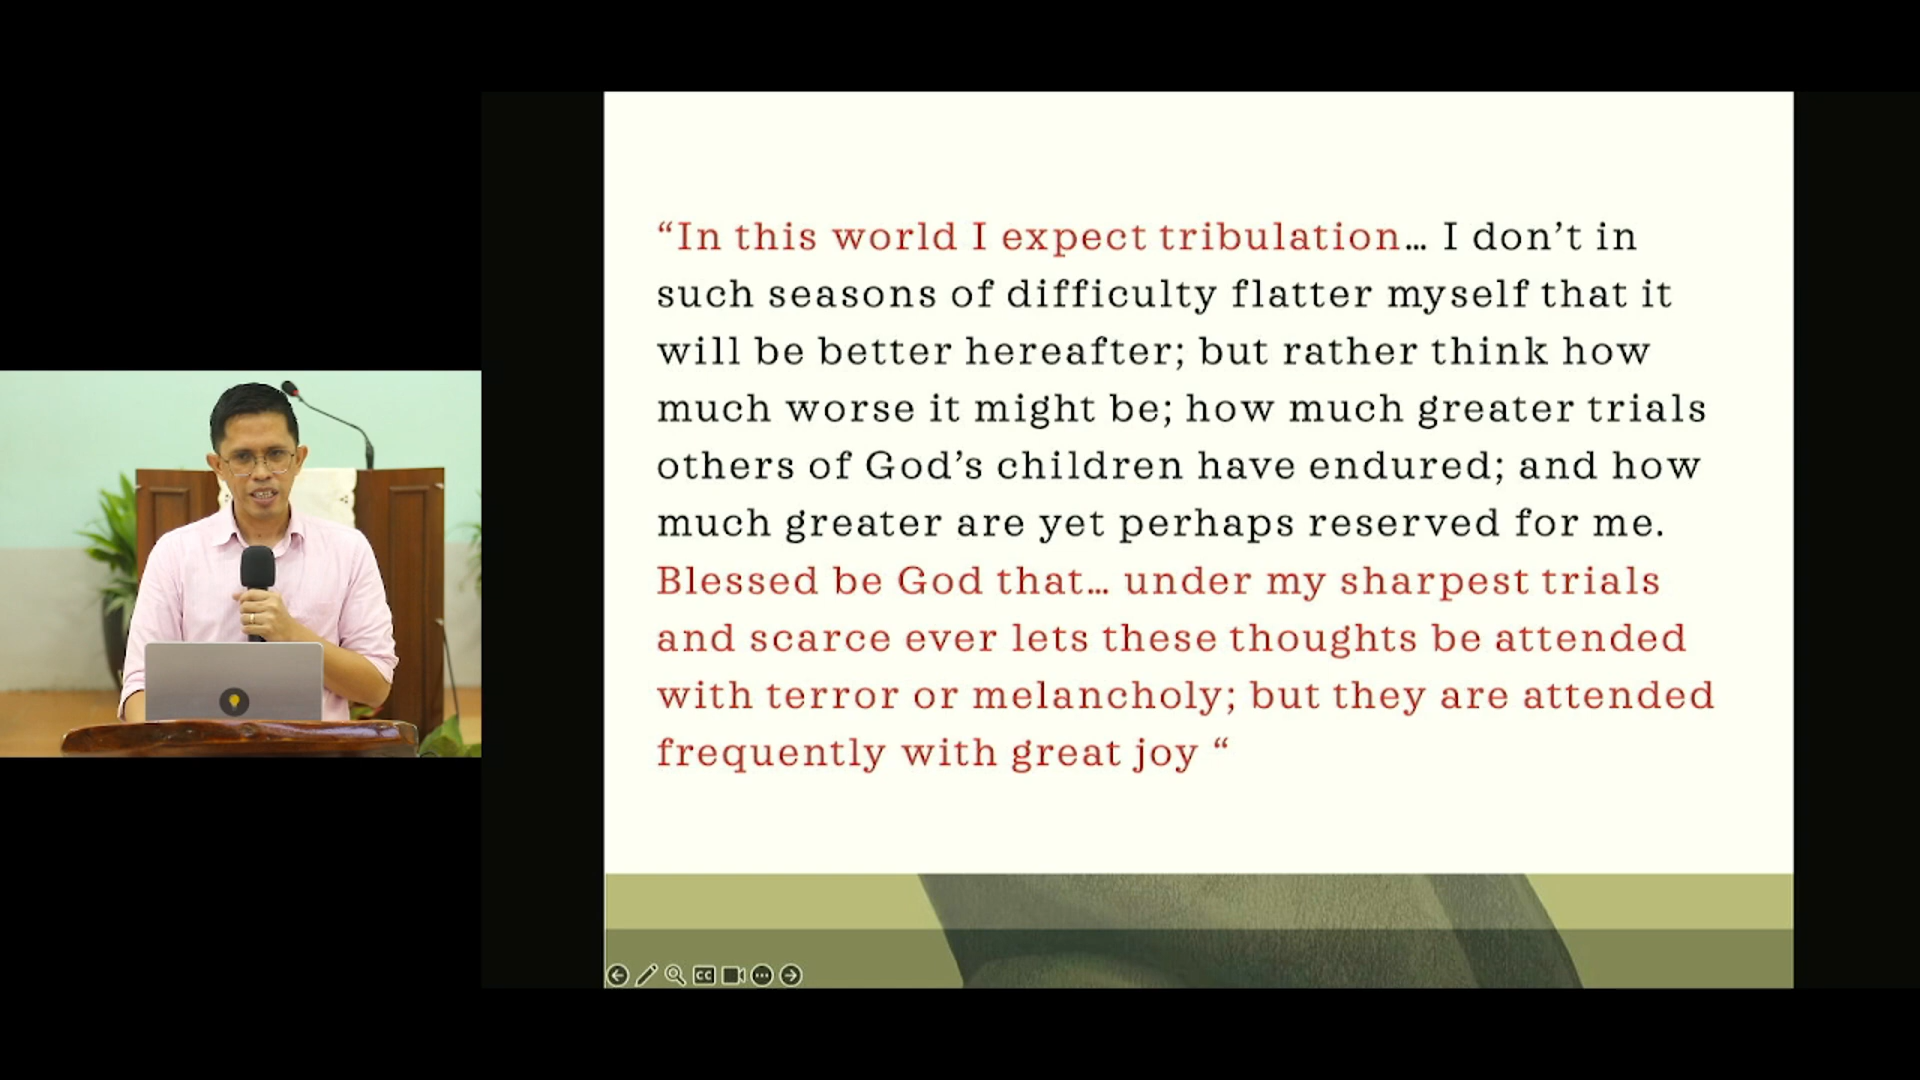 “In this world I expect tribulation… I don’t in
such seasons of difficulty flatter myself that it
will be better hereafter; but rather think how
much worse it might be; how much greater trials
others of God’s children have endured; and how
much greater are yet perhaps reserved for me.
Blessed be God that… under my sharpest trials
and scarce ever lets these thoughts be attended
with terror or melancholy; but they are attended
frequently with great joy “
CC